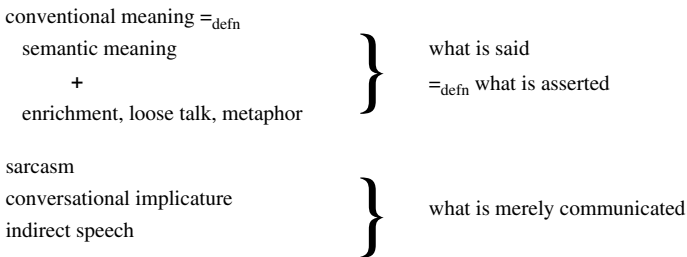 conventional meaning =defn
semantic meaning
+
enrichment, loose talk, metaphor
} what is said
=defn what is asserted
sarcasm
conversational implicature
indirect speech
} what is merely communicated